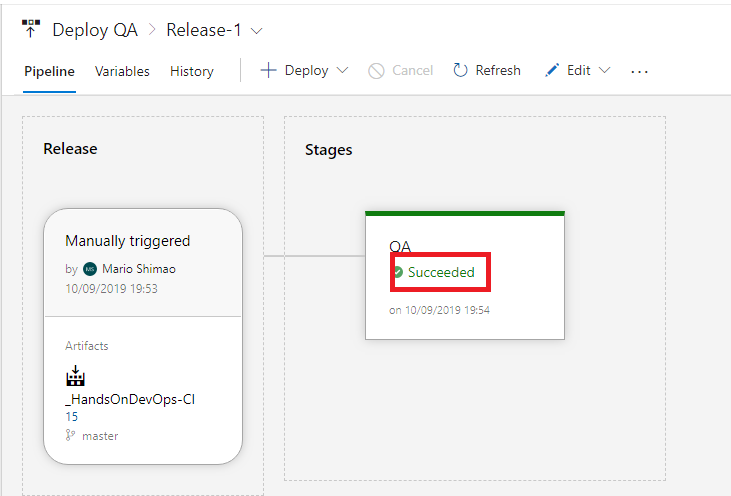 Deploy QA > Release-1
Pipeline Variables History Deploy Cancel Refresh Edit ...
Release
Manually triggered
by MS Mario Shimao
10/09/2019 19:53
Artifacts
_HandsOnDevOps-CI
15
master
Stages
QA
Succeeded
on 10/09/2019 19:54